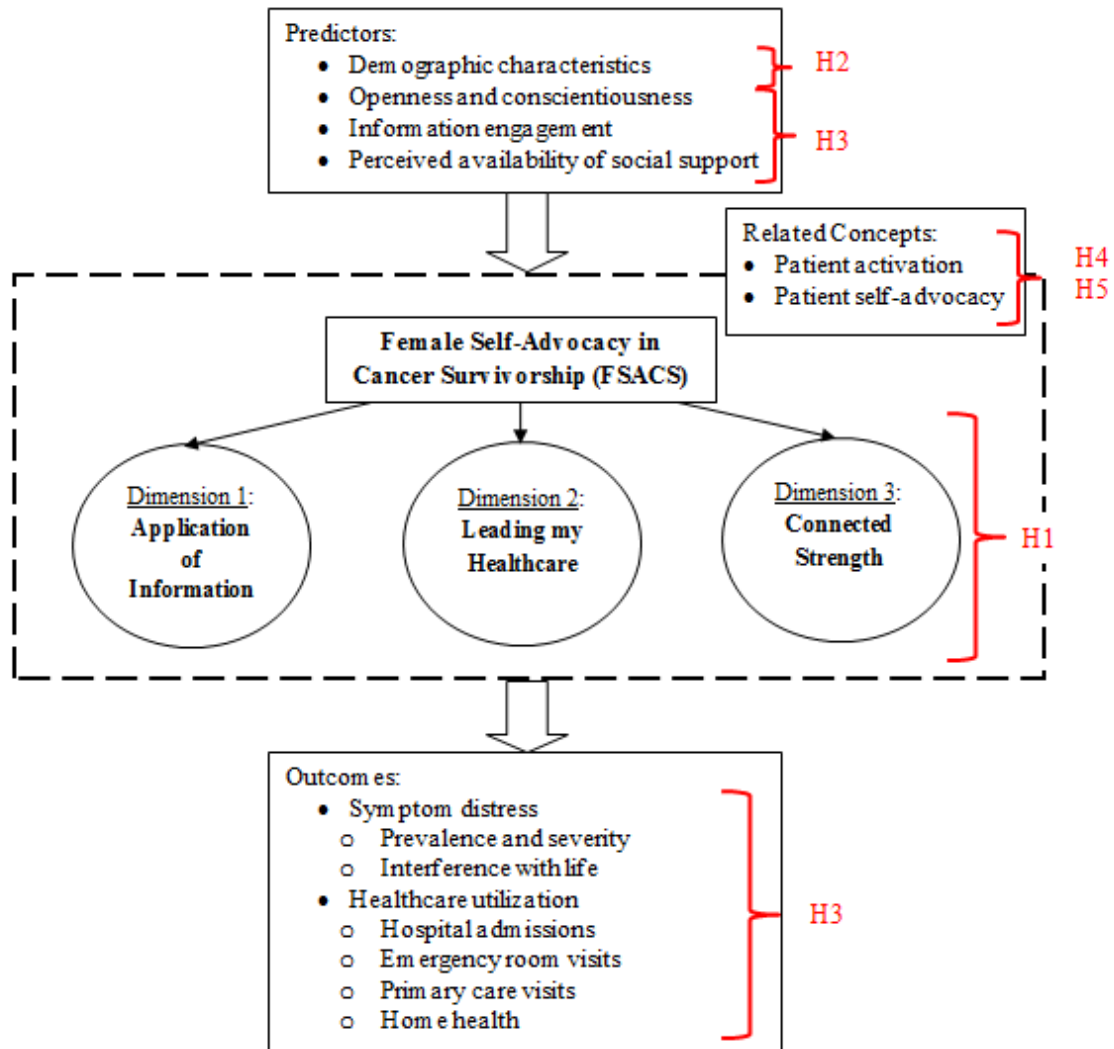 Predictors:
• Demographic characteristics
• Openness and conscientiousness
• Information engagement
• Perceived availability of social support
H2
H3
Related Concepts:
• Patient activation
• Patient self-advocacy
H4
H5
Female Self-Advocacy in
Cancer Survivorship (FSACS)
Dimension 1:
Application
of
Information
Dimension 2:
Leading my
Healthcare
Dimension 3:
Connected
Strength
H1
Outcomes:
• Symptom distress
o Prevalence and severity
o Interference with life
• Healthcare utilization
o Hospital admissions
o Emergency room visits
o Primary care visits
o Home health
H3